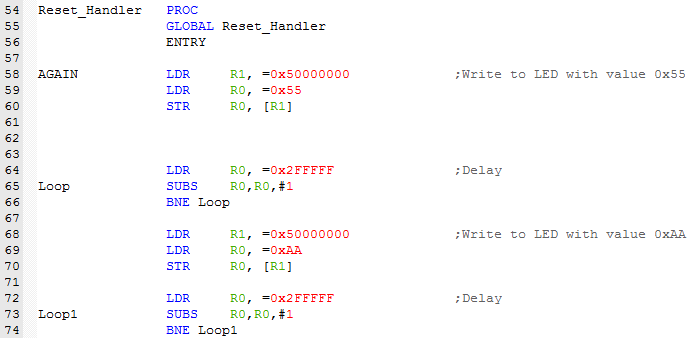 54 Reset_Handler PROC
55 GLOBAL Reset_Handler
56 ENTRY
57
58 AGAIN LDR R1, =0x50000000 ;Write to LED with value 0x55
59 LDR R0, =0x55
60 STR R0, [R1]
61
62
63
64 LDR R0, =0x2FFFFF ;Delay
65 Loop SUBS R0,R0,#1
66 BNE Loop
67
68 LDR R1, =0x50000000 ;Write to LED with value 0xAA
69 LDR R0, =0xAA
70 STR R0, [R1]
71
72 LDR R0, =0x2FFFFF ;Delay
73 Loop1 SUBS R0,R0,#1
74 BNE Loop1